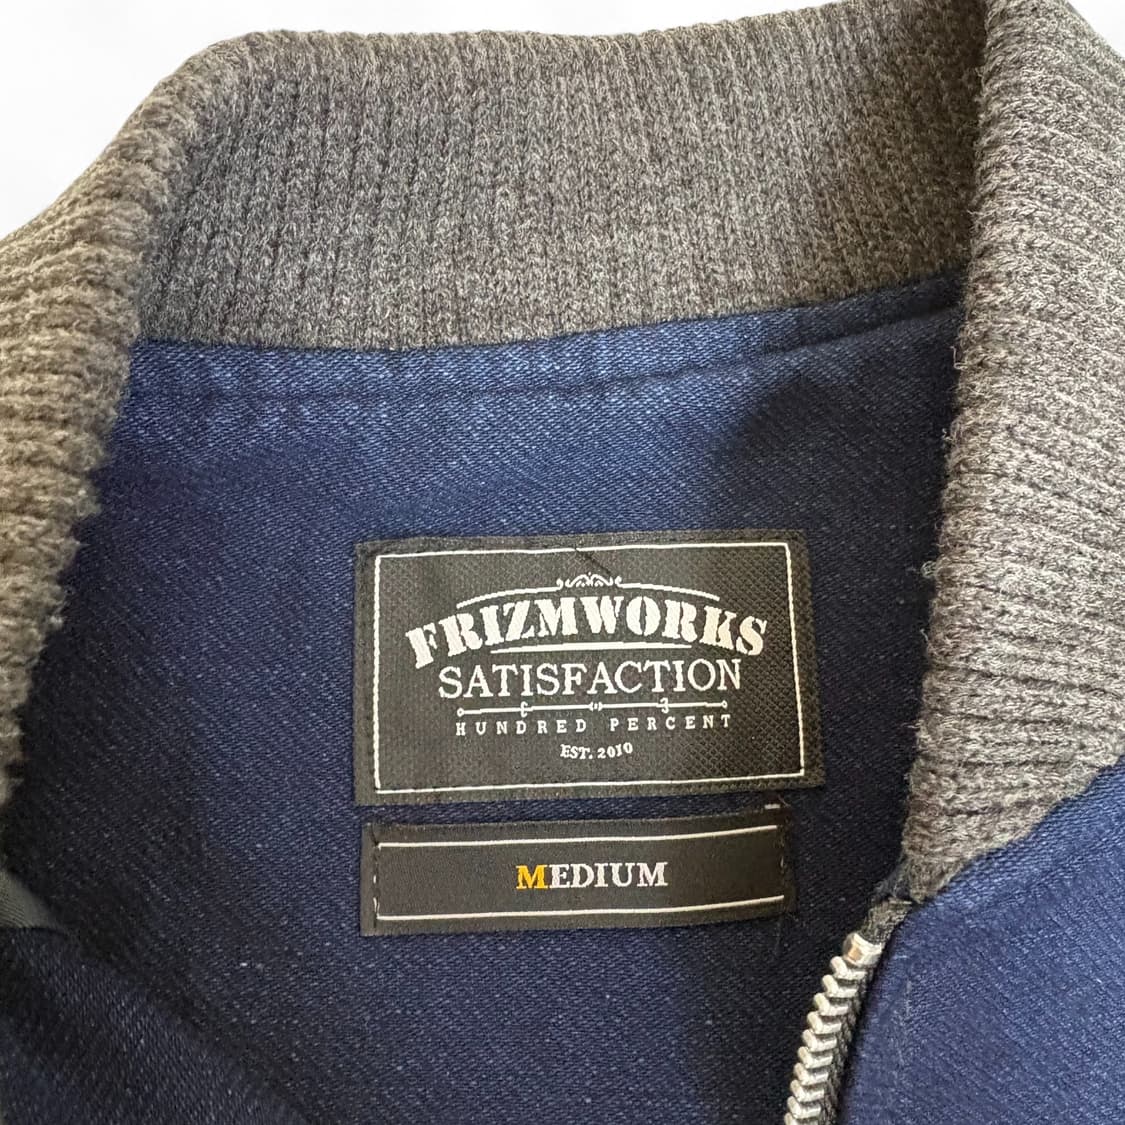 FRIZMWORKS
SATISFACTION
HUNDRED PERCENT
EST. 2010
MEDIUM